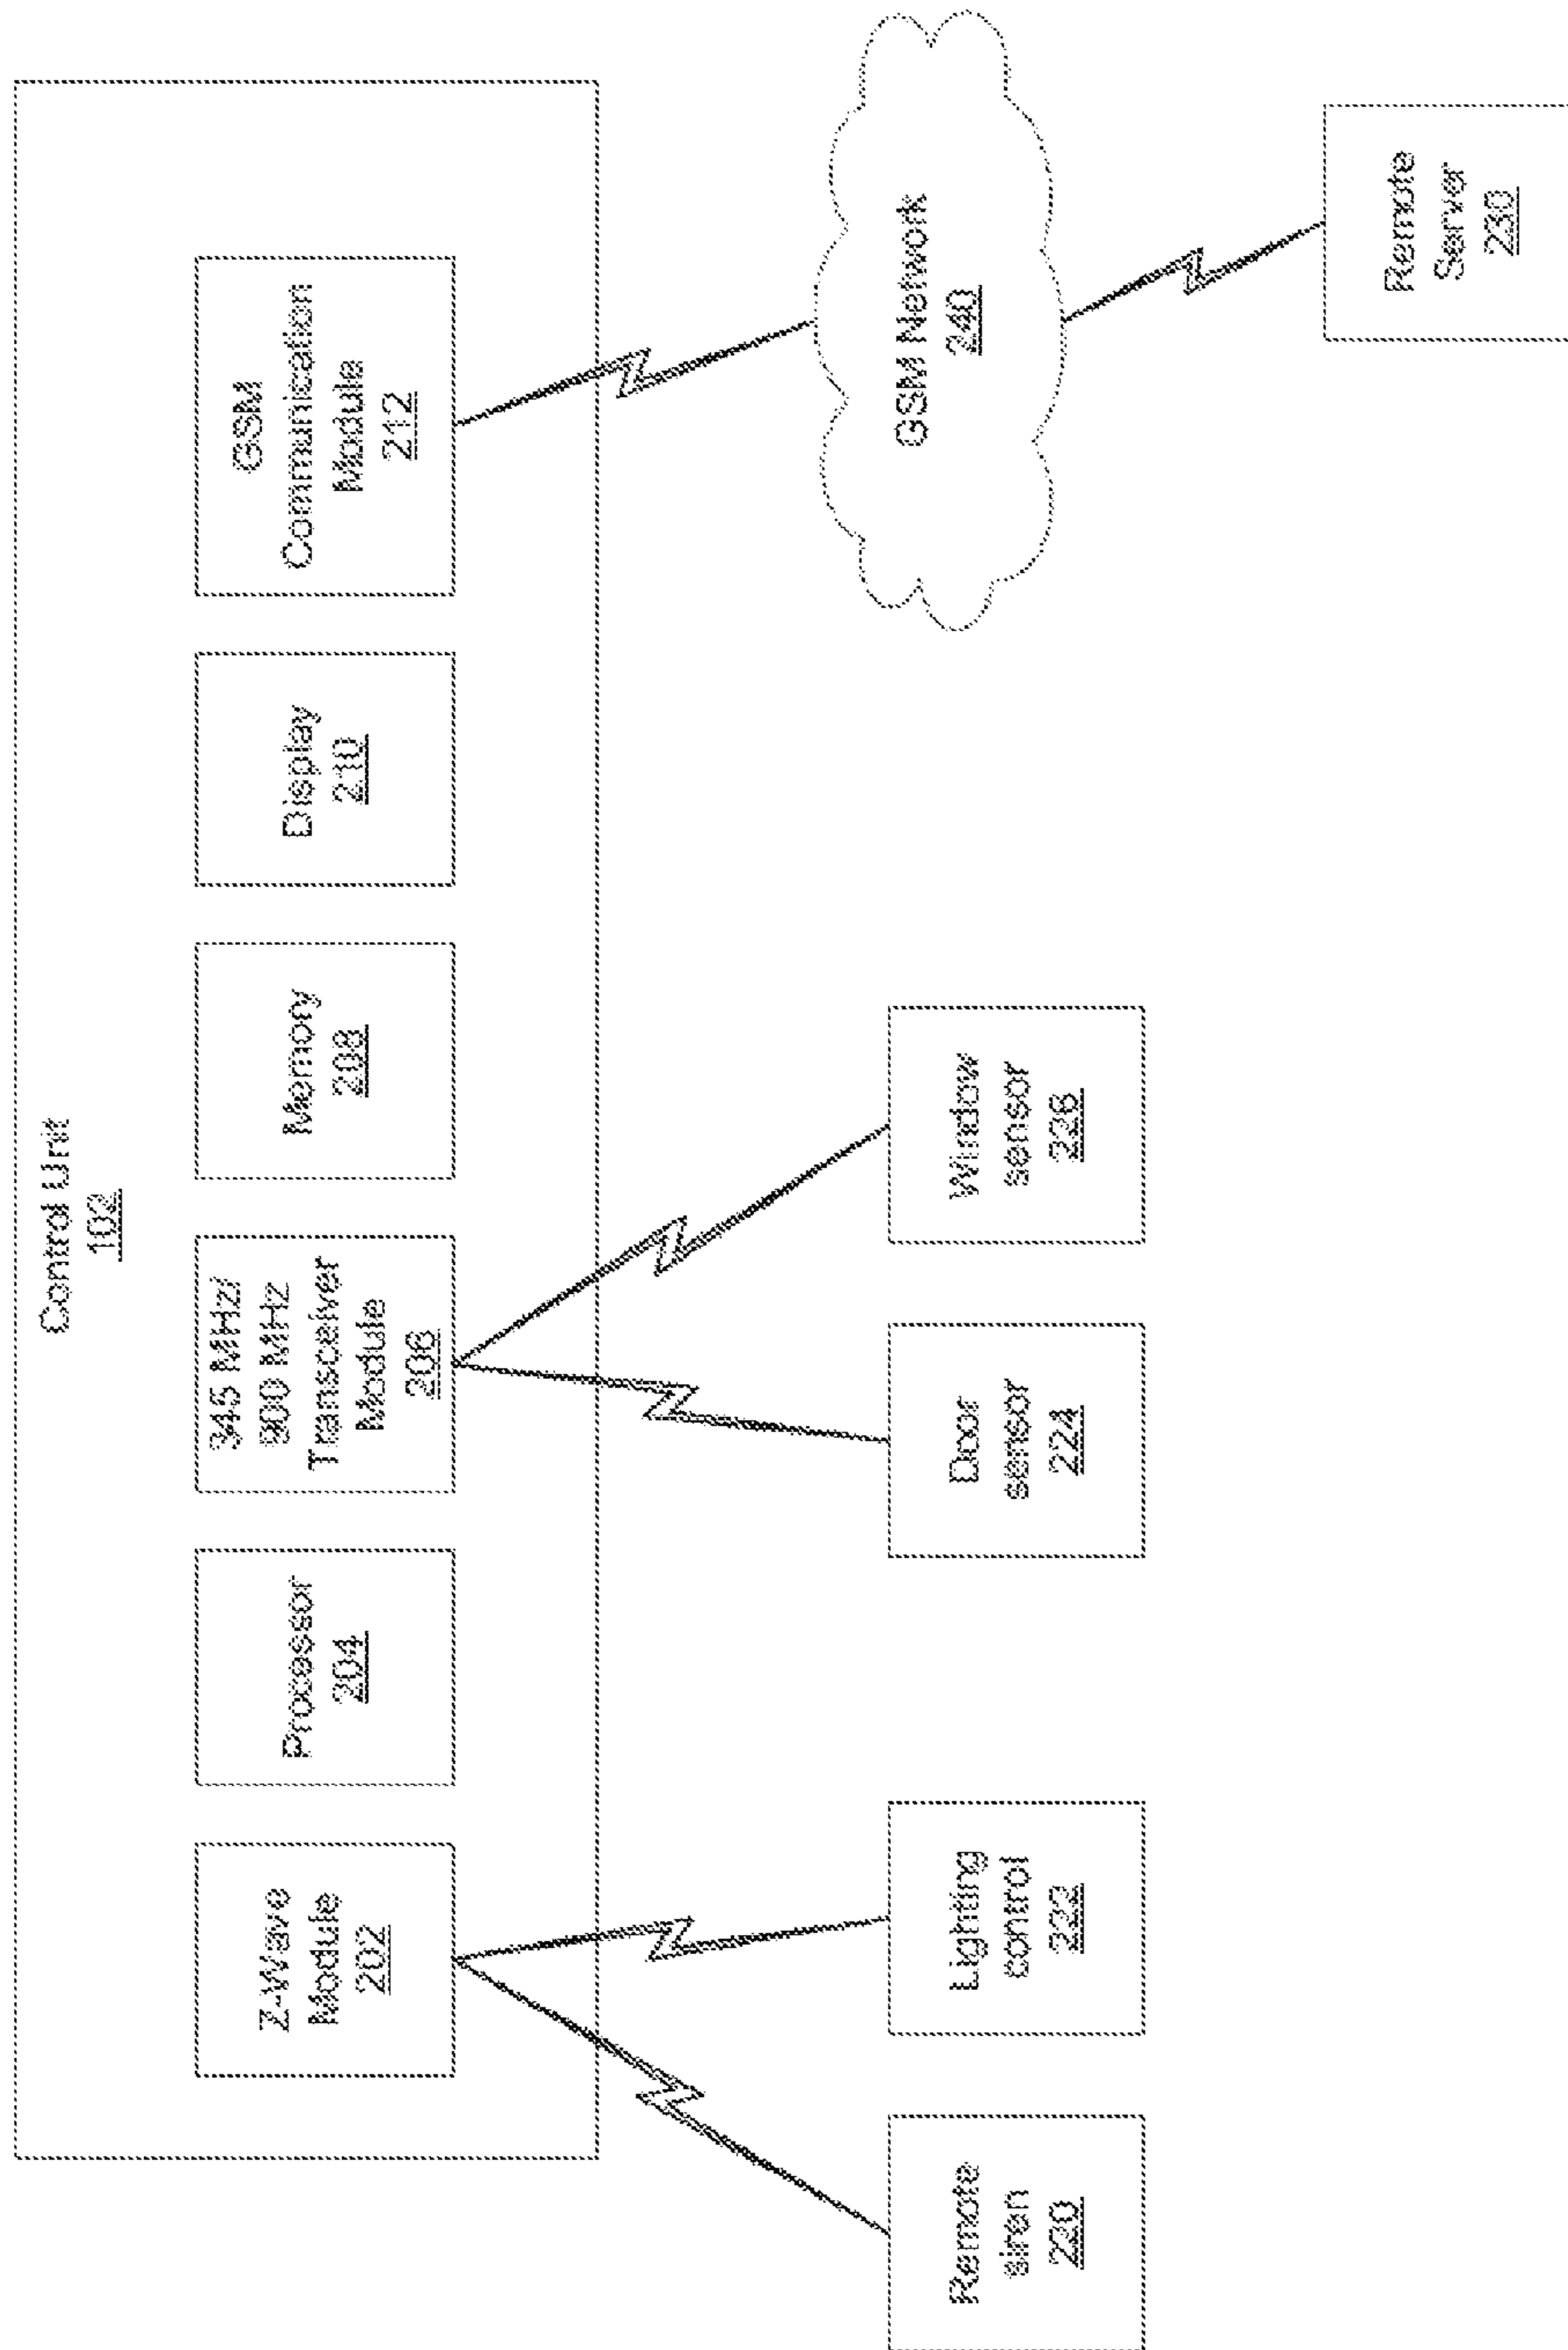 Control Unit
102
Z-Wave
Module
202
Processor
204
345 MHz/
900 MHz
Transceiver
Module
206
Memory
208
Display
210
GSM
Communication
Module
212
Remote
siren
220
Lighting
control
222
Door
sensor
224
Window
sensor
226
GSM Network
240
Remote
Server
230